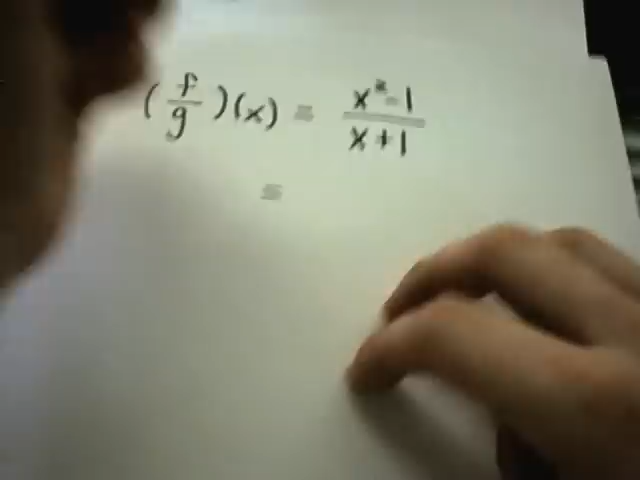 (f/g)(x) = x²-1/x+1
=